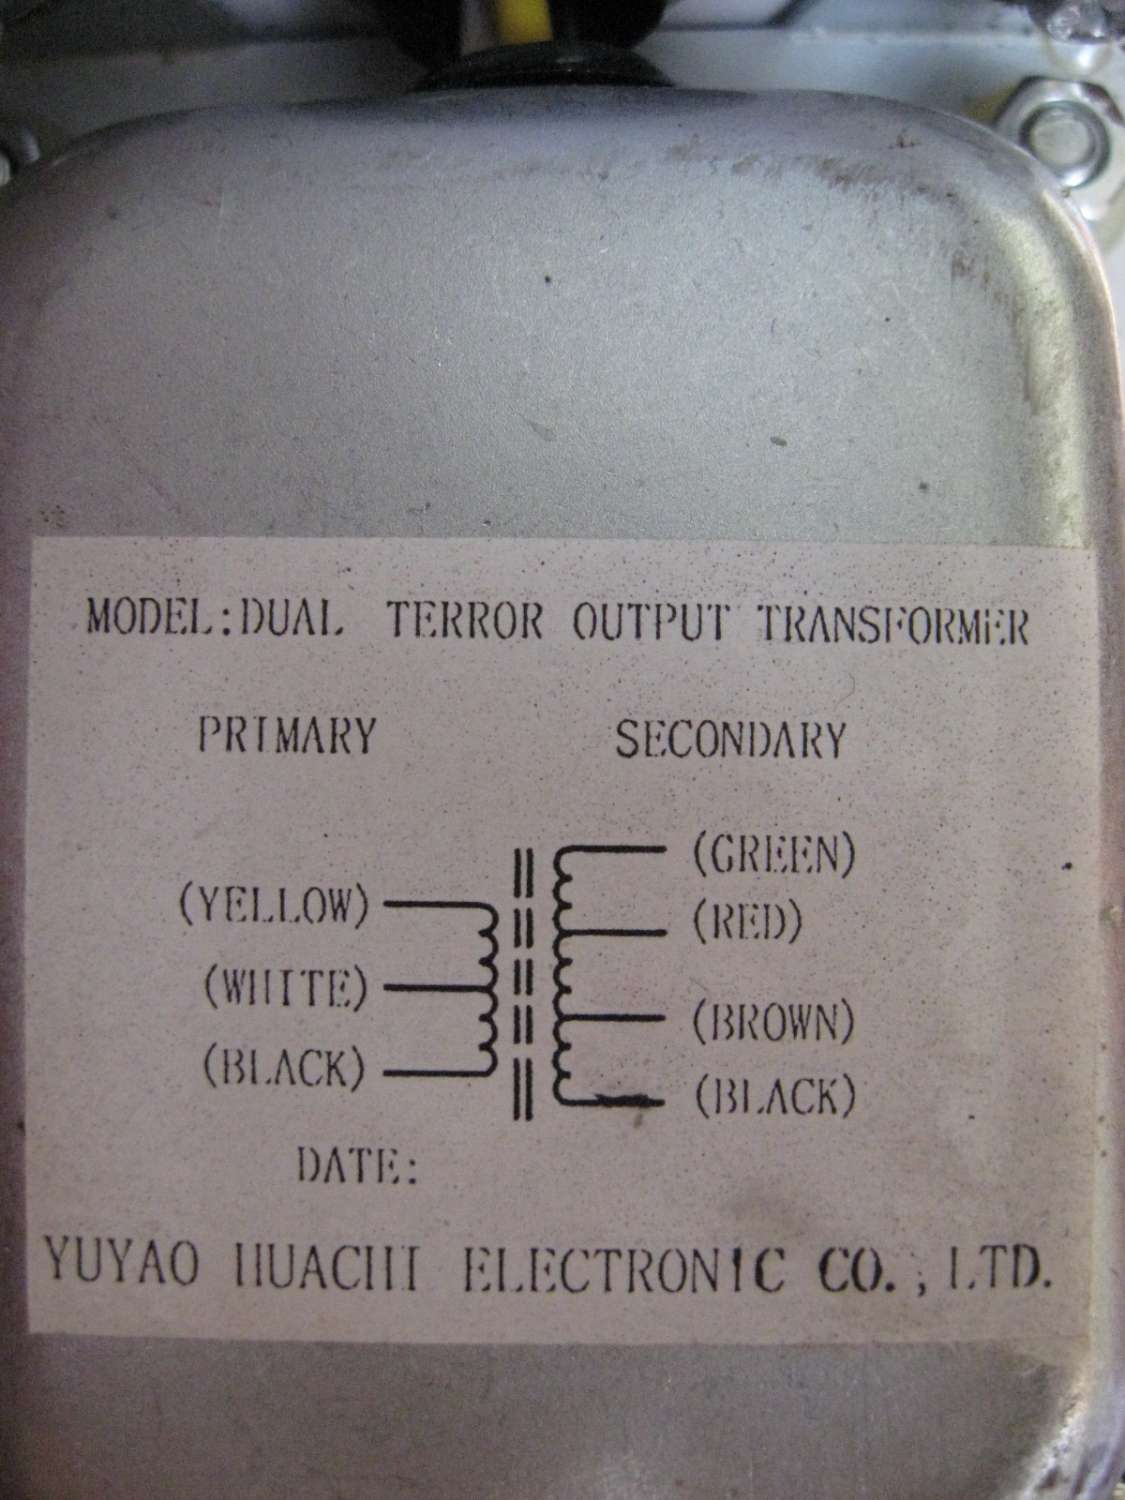 MODEL:DUAL TERROR OUTPUT TRANSFORMER
PRIMARY SECONDARY
(GREEN)
(YELLOW) (RED)
(WHITE) (BROWN)
(BLACK) (BLACK)
DATE:
YUYAO HUACHI ELECTRONIC CO.,LTD.